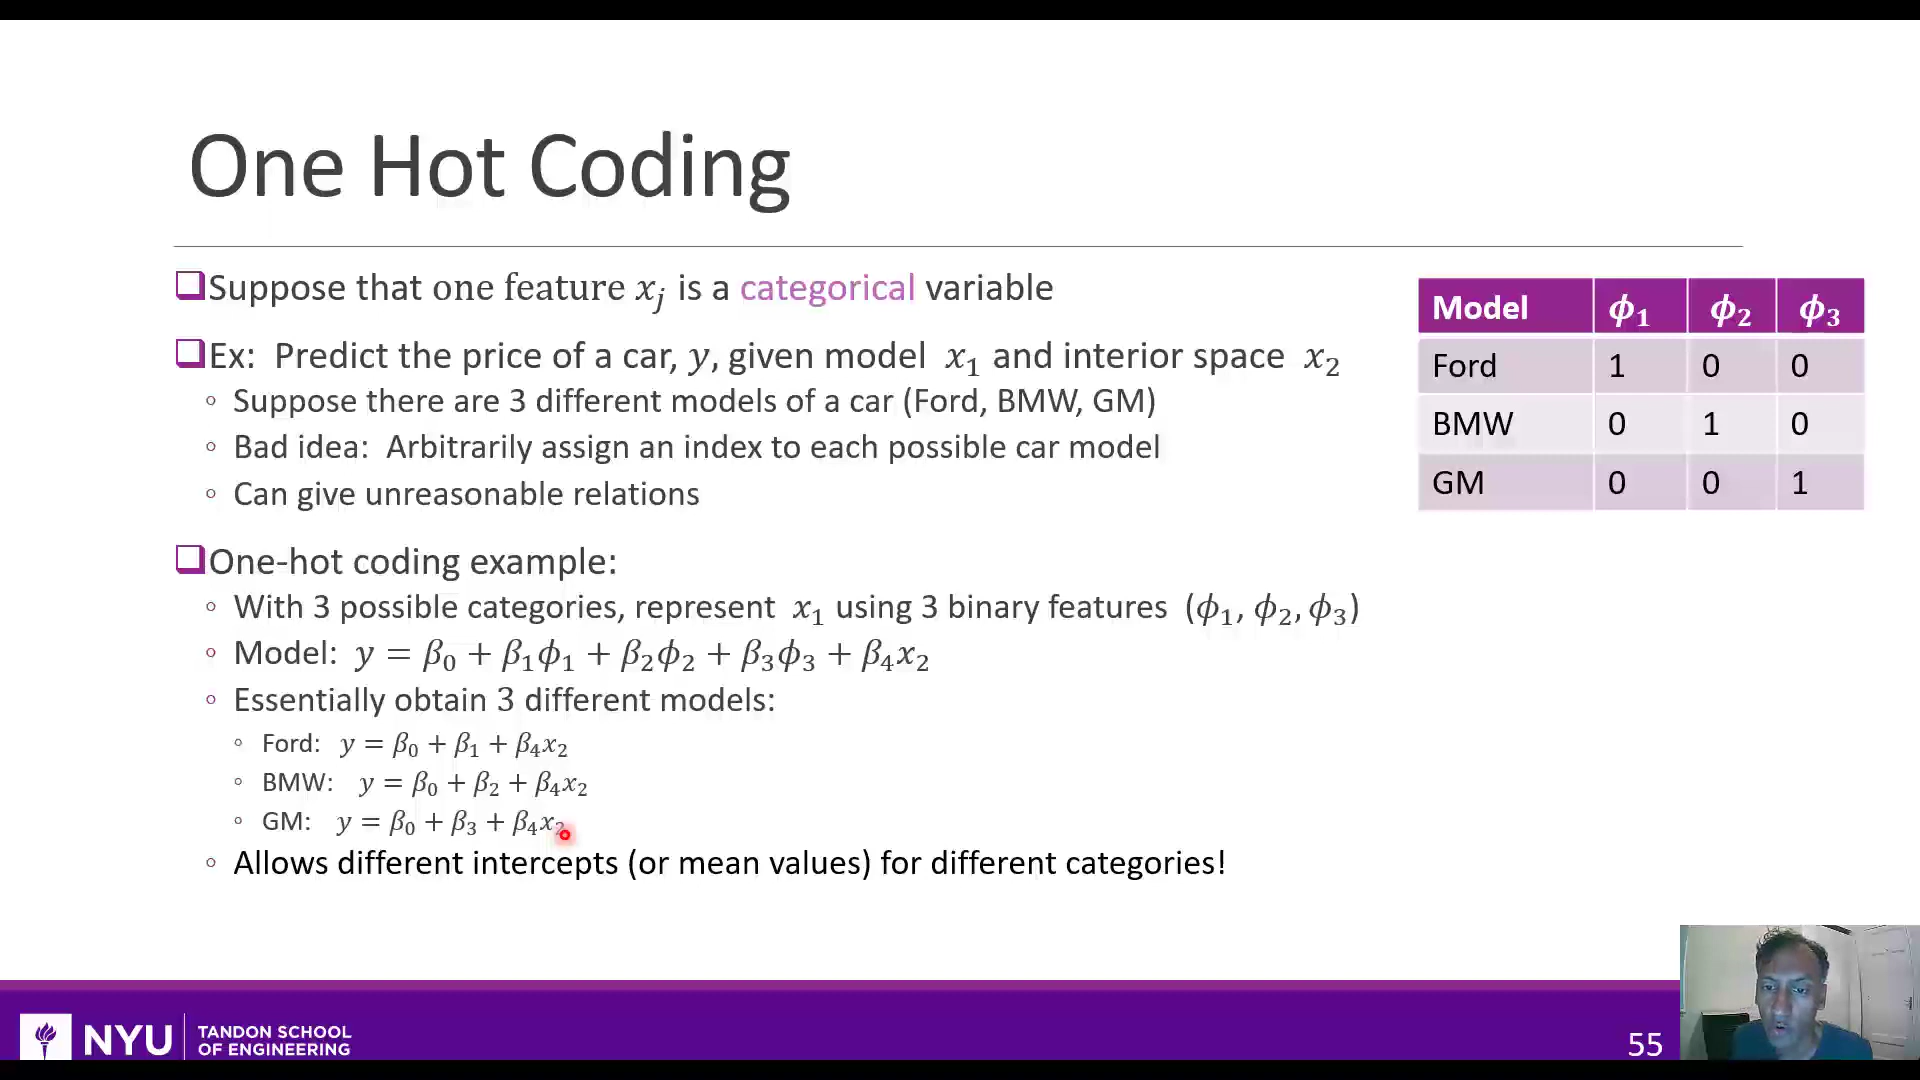 One Hot Coding
Suppose that one feature xⱼ is a categorical variable
Ex: Predict the price of a car, y, given model x₁ and interior space x₂
◦ Suppose there are 3 different models of a car (Ford, BMW, GM)
◦ Bad idea: Arbitrarily assign an index to each possible car model
◦ Can give unreasonable relations
One-hot coding example:
◦ With 3 possible categories, represent x₁ using 3 binary features (ϕ₁, ϕ₂, ϕ₃)
◦ Model: y = β₀ + β₁ϕ₁ + β₂ϕ₂ + β₃ϕ₃ + β₄x₂
◦ Essentially obtain 3 different models:
◦ Ford: y = β₀ + β₁ + β₄x₂
◦ BMW: y = β₀ + β₂ + β₄x₂
◦ GM: y = β₀ + β₃ + β₄x₂
◦ Allows different intercepts (or mean values) for different categories!
Model ϕ₁ ϕ₂ ϕ₃
Ford 1 0 0
BMW 0 1 0
GM 0 0 1
NYU
TANDON SCHOOL
OF ENGINEERING
55